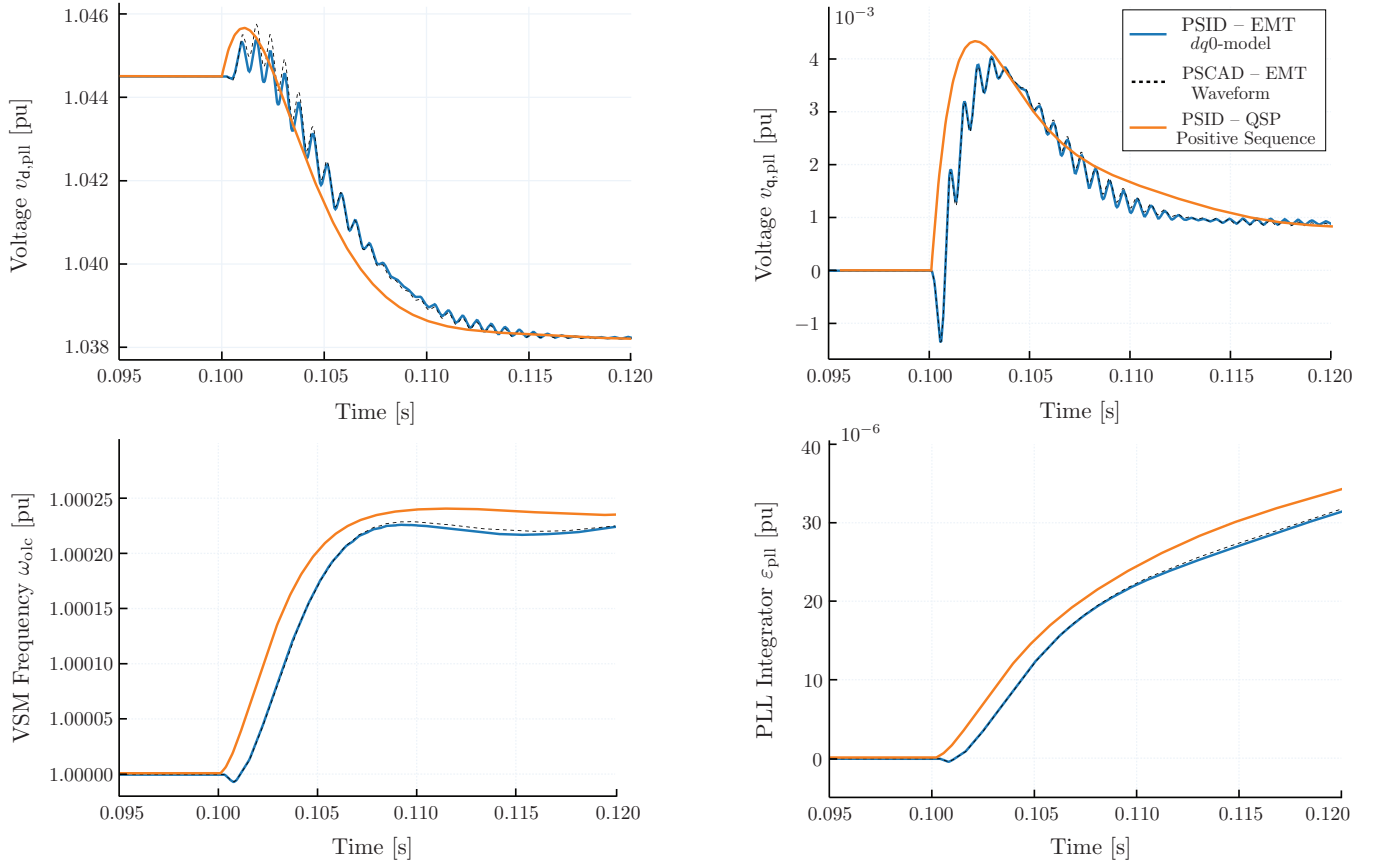 1.046
1.044
1.042
1.040
1.038
0.095 0.100 0.105 0.110 0.115 0.120
Time [s]
Voltage v_d,pll [pu]
10⁻³
4
3
2
1
0
−1
0.095 0.100 0.105 0.110 0.115 0.120
Time [s]
Voltage v_q,pll [pu]
PSID – EMT
dq0-model
PSCAD – EMT
Waveform
PSID – QSP
Positive Sequence
1.00025
1.00020
1.00015
1.00010
1.00005
1.00000
0.095 0.100 0.105 0.110 0.115 0.120
Time [s]
VSM Frequency ω_olc [pu]
10⁻⁶
40
30
20
10
0
0.095 0.100 0.105 0.110 0.115 0.120
Time [s]
PLL Integrator ε_pll [pu]